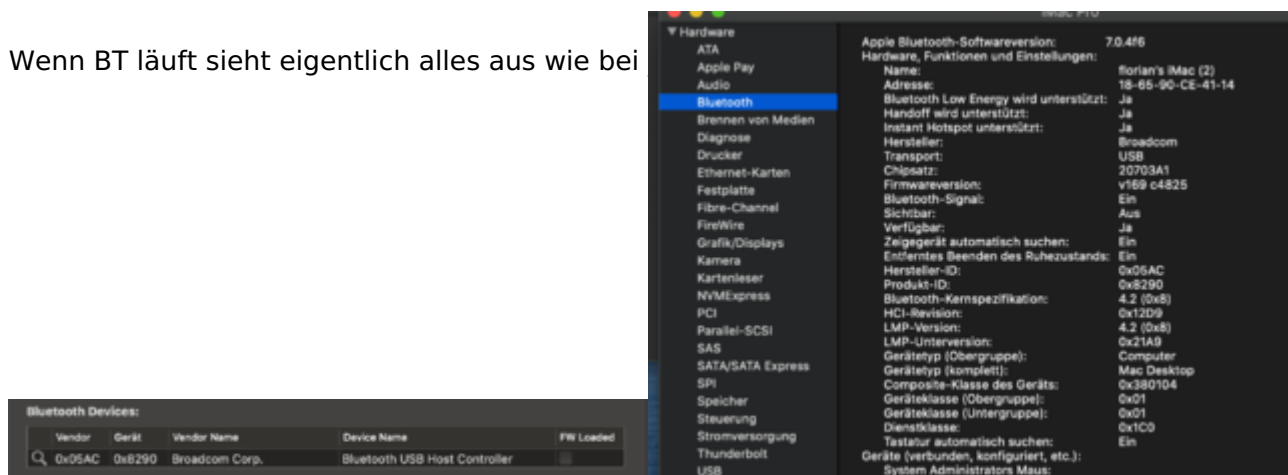 Wenn BT läuft sieht eigentlich alles aus wie bei
iMac Pro
Hardware
ATA
Apple Pay
Audio
Bluetooth
Brennen von Medien
Diagnose
Drucker
Ethernet-Karten
Festplatte
Fibre-Channel
FireWire
Grafik/Displays
Kamera
Kartenleser
NVMExpress
PCI
Parallel-SCSI
SAS
SATA/SATA Express
SPI
Speicher
Steuerung
Stromversorgung
Thunderbolt
USB
Apple Bluetooth-Softwareversion: 7.0.4f6
Hardware, Funktionen und Einstellungen:
Name: florian's iMac (2)
Adresse: 18-65-90-CE-41-14
Bluetooth Low Energy wird unterstützt: Ja
Handoff wird unterstützt: Ja
Instant Hotspot unterstützt: Ja
Hersteller: Broadcom
Transport: USB
Chipsatz: 20703A1
Firmwareversion: v169 c4825
Bluetooth-Signal: Ein
Sichtbar: Aus
Verfügbar: Ja
Zeigegerät automatisch suchen: Ein
Entferntes Beenden des Ruhezustands: Ein
Hersteller-ID: 0x05AC
Produkt-ID: 0x8290
Bluetooth-Kernspezifikation: 4.2 (0x8)
HCI-Revision: 0x12D9
LMP-Version: 4.2 (0x8)
LMP-Unterversion: 0x21A9
Gerätetyp (Obergruppe): Computer
Gerätetyp (komplett): Mac Desktop
Composite-Klasse des Geräts: 0x380104
Geräteklasse (Obergruppe): 0x01
Geräteklasse (Untergruppe): 0x01
Dienstklasse: 0x1C0
Tastatur automatisch suchen: Ein
Geräte (verbunden, konfiguriert, etc.):
System Administrators Maus:
Bluetooth Devices:
Vendor Gerät Vendor Name Device Name FW Loaded
0x05AC 0x8290 Broadcom Corp. Bluetooth USB Host Controller